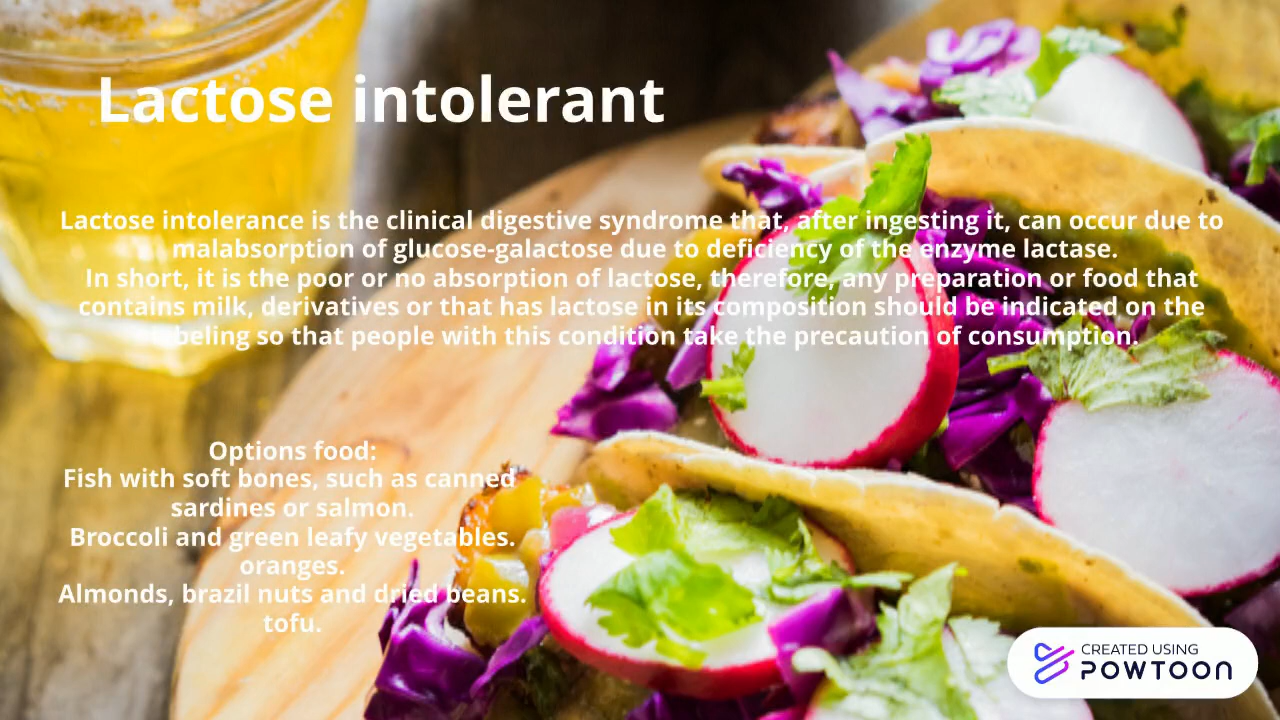 Lactose intolerant
Lactose intolerance is the clinical digestive syndrome that, after ingesting it, can occur due to
malabsorption of glucose-galactose due to deficiency of the enzyme lactase.
In short, it is the poor or no absorption of lactose, therefore, any preparation or food that
contains milk, derivatives or that has lactose in its composition should be indicated on the
labeling so that people with this condition take the precaution of consumption.
Options food:
Fish with soft bones, such as canned
sardines or salmon.
Broccoli and green leafy vegetables.
oranges.
Almonds, brazil nuts and dried beans.
tofu.
CREATED USING
POWTOON